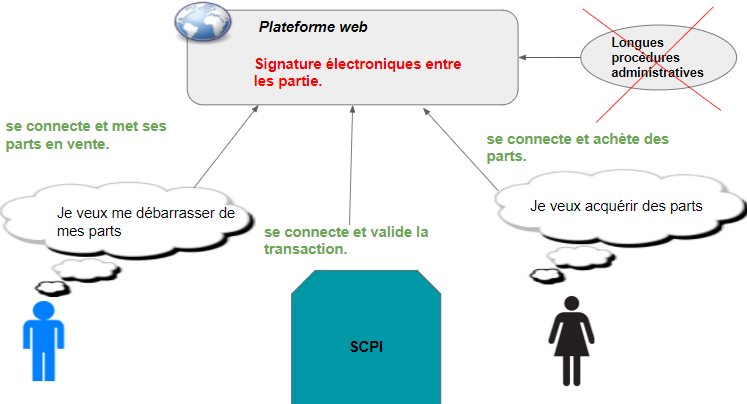 Plateforme web
Signature électroniques entre
les partie.
Longues
procédures
administratives
se connecte et met ses
parts en vente.
se connecte et achète des
parts.
Je veux me débarrasser de
mes parts
Je veux acquérir des parts
se connecte et valide la
transaction.
SCPI